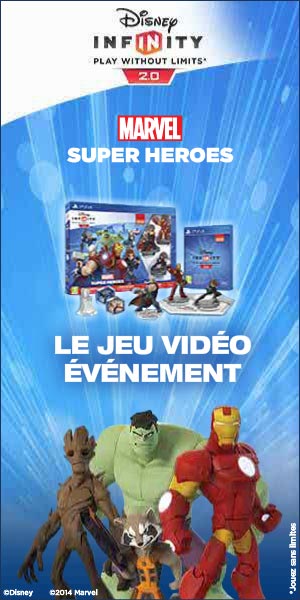 Disney
INFINITY
PLAY WITHOUT LIMITS*
2.0
MARVEL
SUPER HEROES
LE JEU VIDÉO
ÉVÉNEMENT
*Jouez sans limites
©Disney ©2014 Marvel